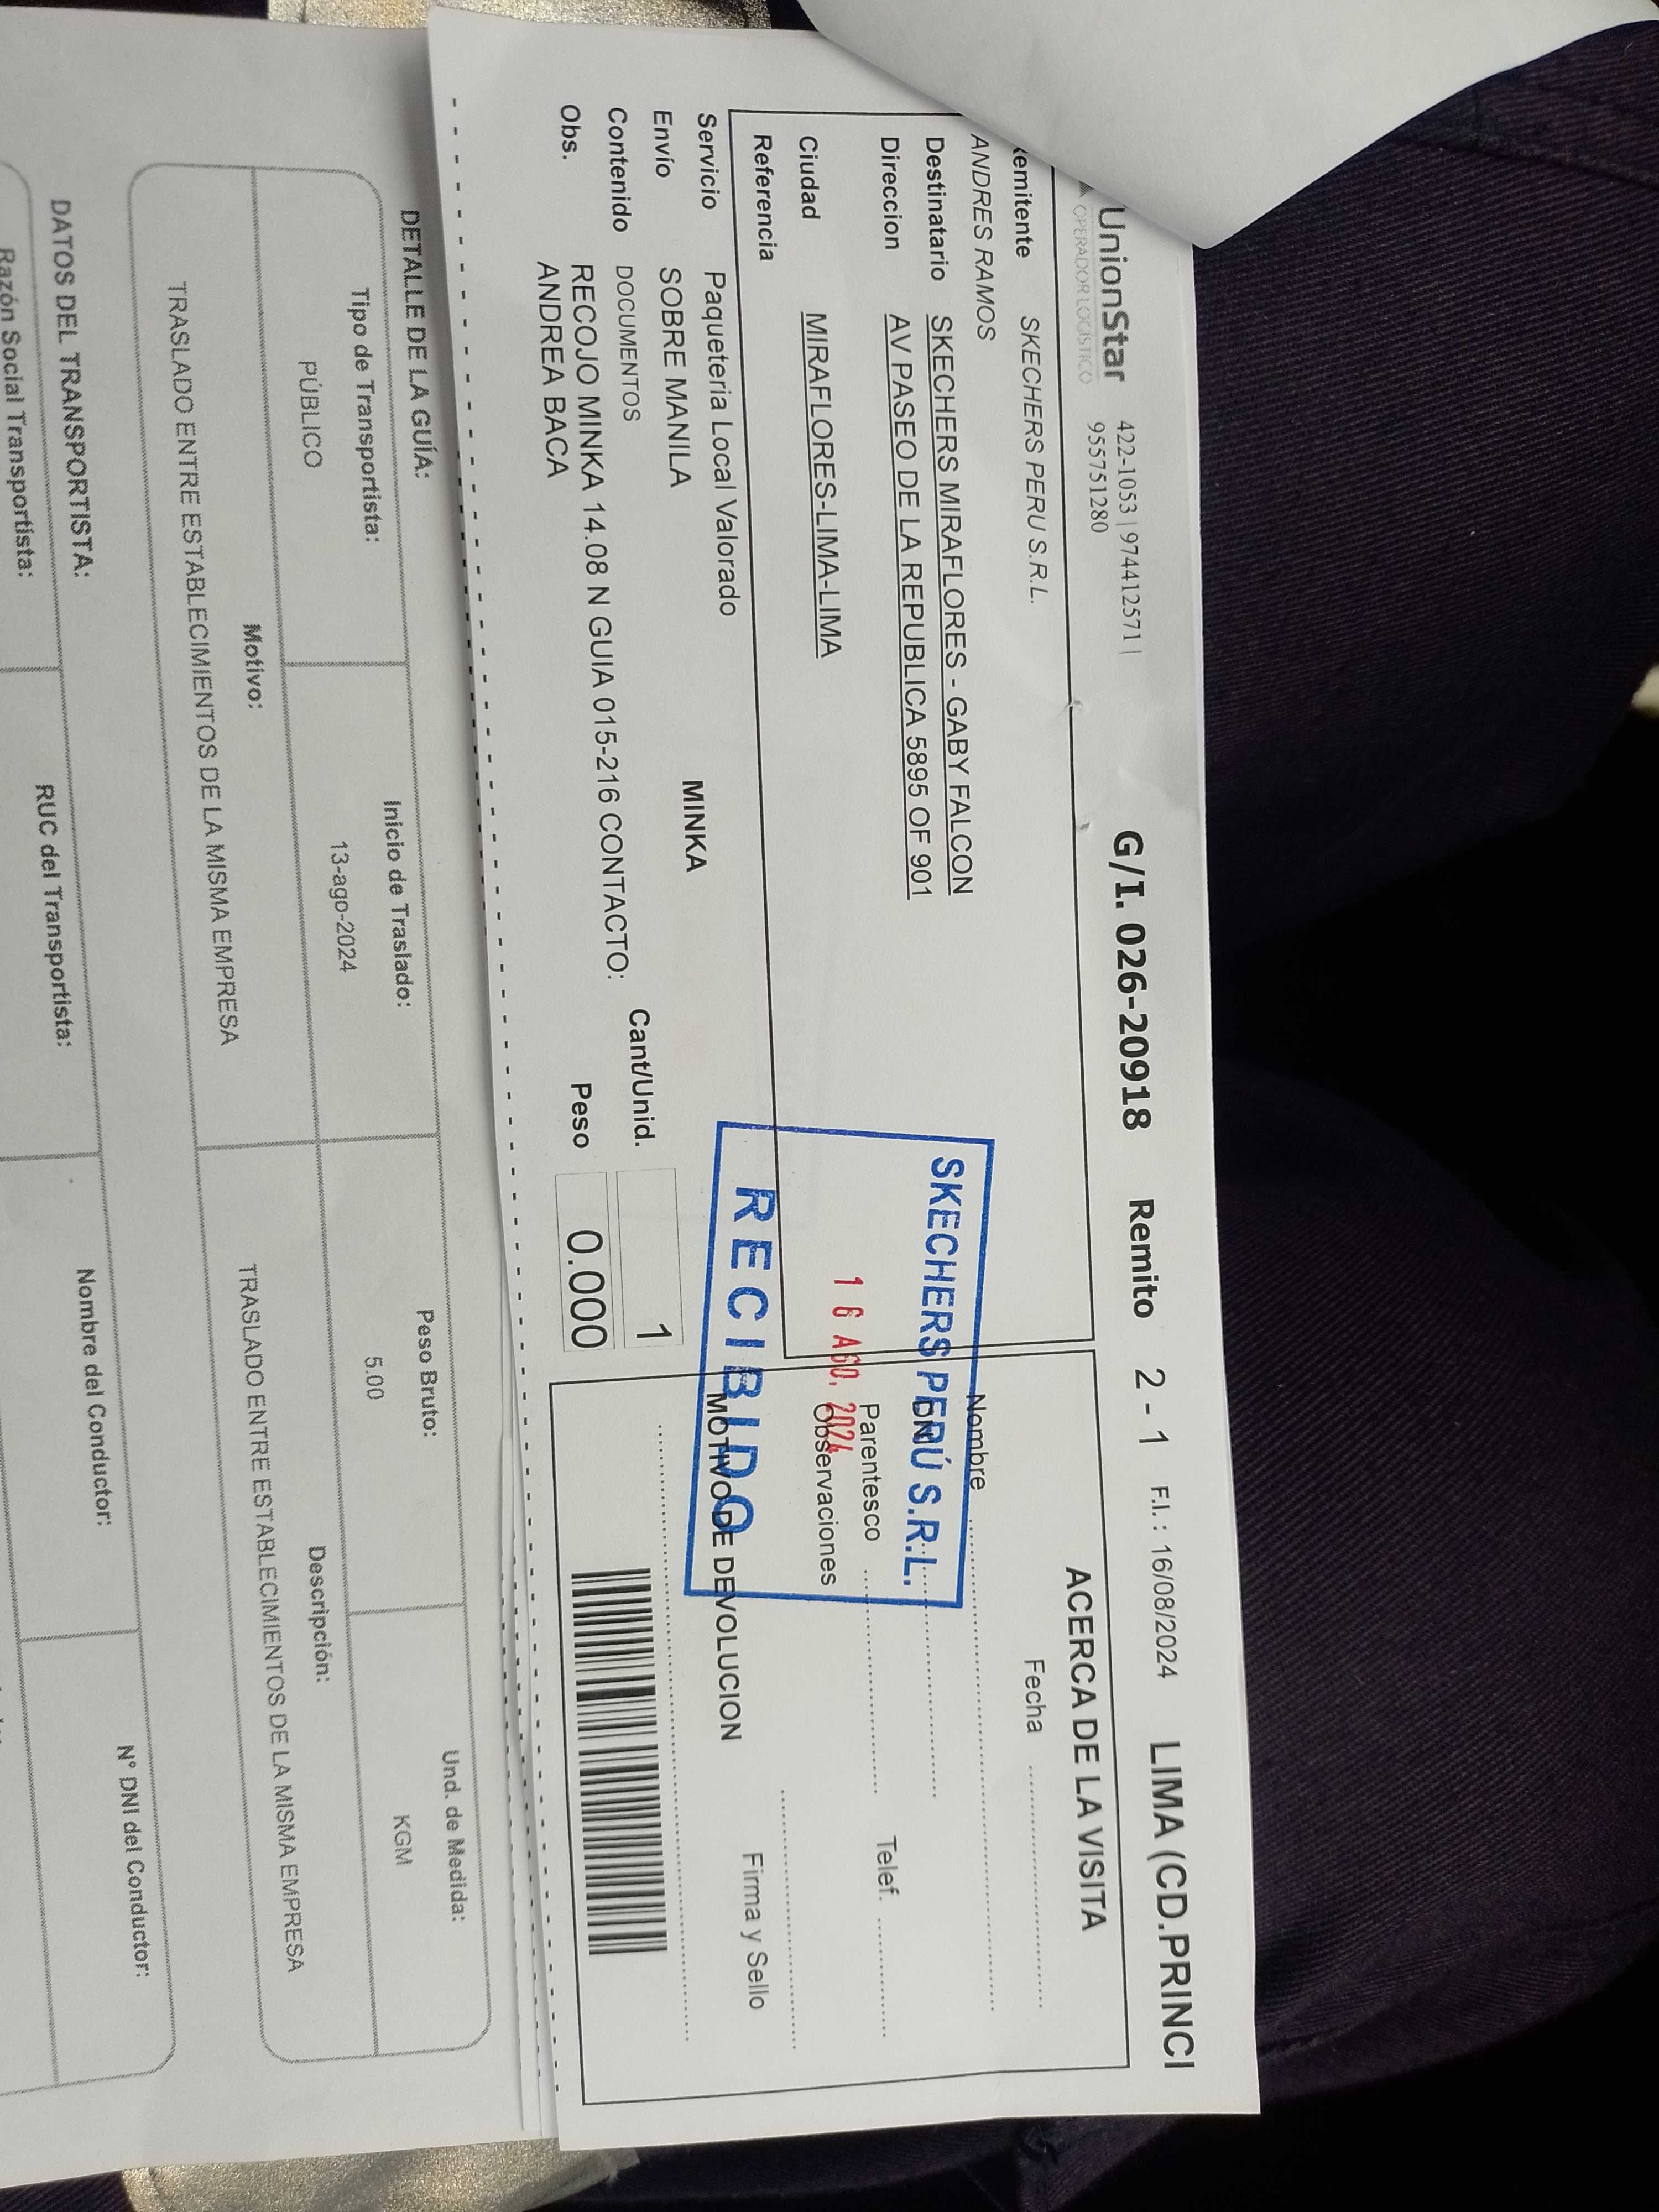 UnionStar
OPERADOR LOGISTICO
422-1053 | 974412571 |
955751280
G/I. 026-20918 Remito 2 - 1 F.I. : 16/08/2024 LIMA (CD.PRINCI
Remitente SKECHERS PERU S.R.L.
ANDRES RAMOS
Destinatario SKECHERS MIRAFLORES - GABY FALCON
Direccion AV PASEO DE LA REPUBLICA 5895 OF 901
Ciudad MIRAFLORES-LIMA-LIMA
Referencia
Servicio Paqueteria Local Valorado
MINKA
Envío SOBRE MANILA
Contenido DOCUMENTOS
Cant/Unid. 1
Obs. RECOJO MINKA 14.08 N GUIA 015-216 CONTACTO:
ANDREA BACA
Peso 0.000
ACERCA DE LA VISITA
Fecha
Nombre
DNI
Parentesco Telef.
Observaciones
MOTIVO DE DEVOLUCION
Firma y Sello
SKECHERS PERÚ S.R.L.
16 AGO. 2024
RECIBIDO
DETALLE DE LA GUÍA:
Tipo de Transportista: Inicio de Traslado: Peso Bruto: Und. de Medida:
PÚBLICO 13-ago-2024 5.00 KGM
Motivo: Descripción:
TRASLADO ENTRE ESTABLECIMIENTOS DE LA MISMA EMPRESA TRASLADO ENTRE ESTABLECIMIENTOS DE LA MISMA EMPRESA
DATOS DEL TRANSPORTISTA:
Razón Social Transportista: RUC del Transportista: Nombre del Conductor: N° DNI del Conductor: